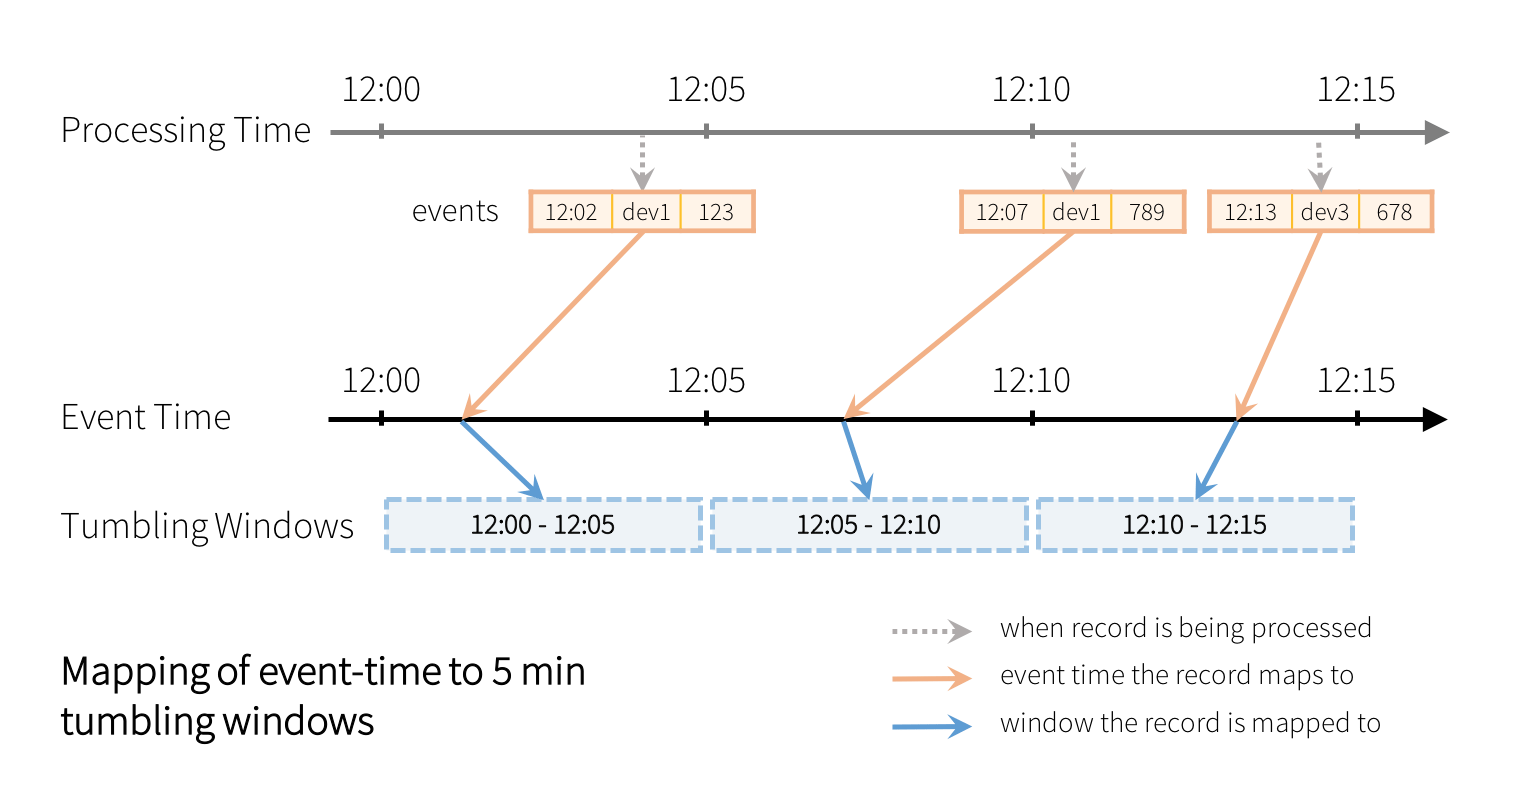 12:00 12:05 12:10 12:15
Processing Time
events 12:02 dev1 123 12:07 dev1 789 12:13 dev3 678
12:00 12:05 12:10 12:15
Event Time
Tumbling Windows 12:00 - 12:05 12:05 - 12:10 12:10 - 12:15
when record is being processed
event time the record maps to
window the record is mapped to
Mapping of event-time to 5 min
tumbling windows